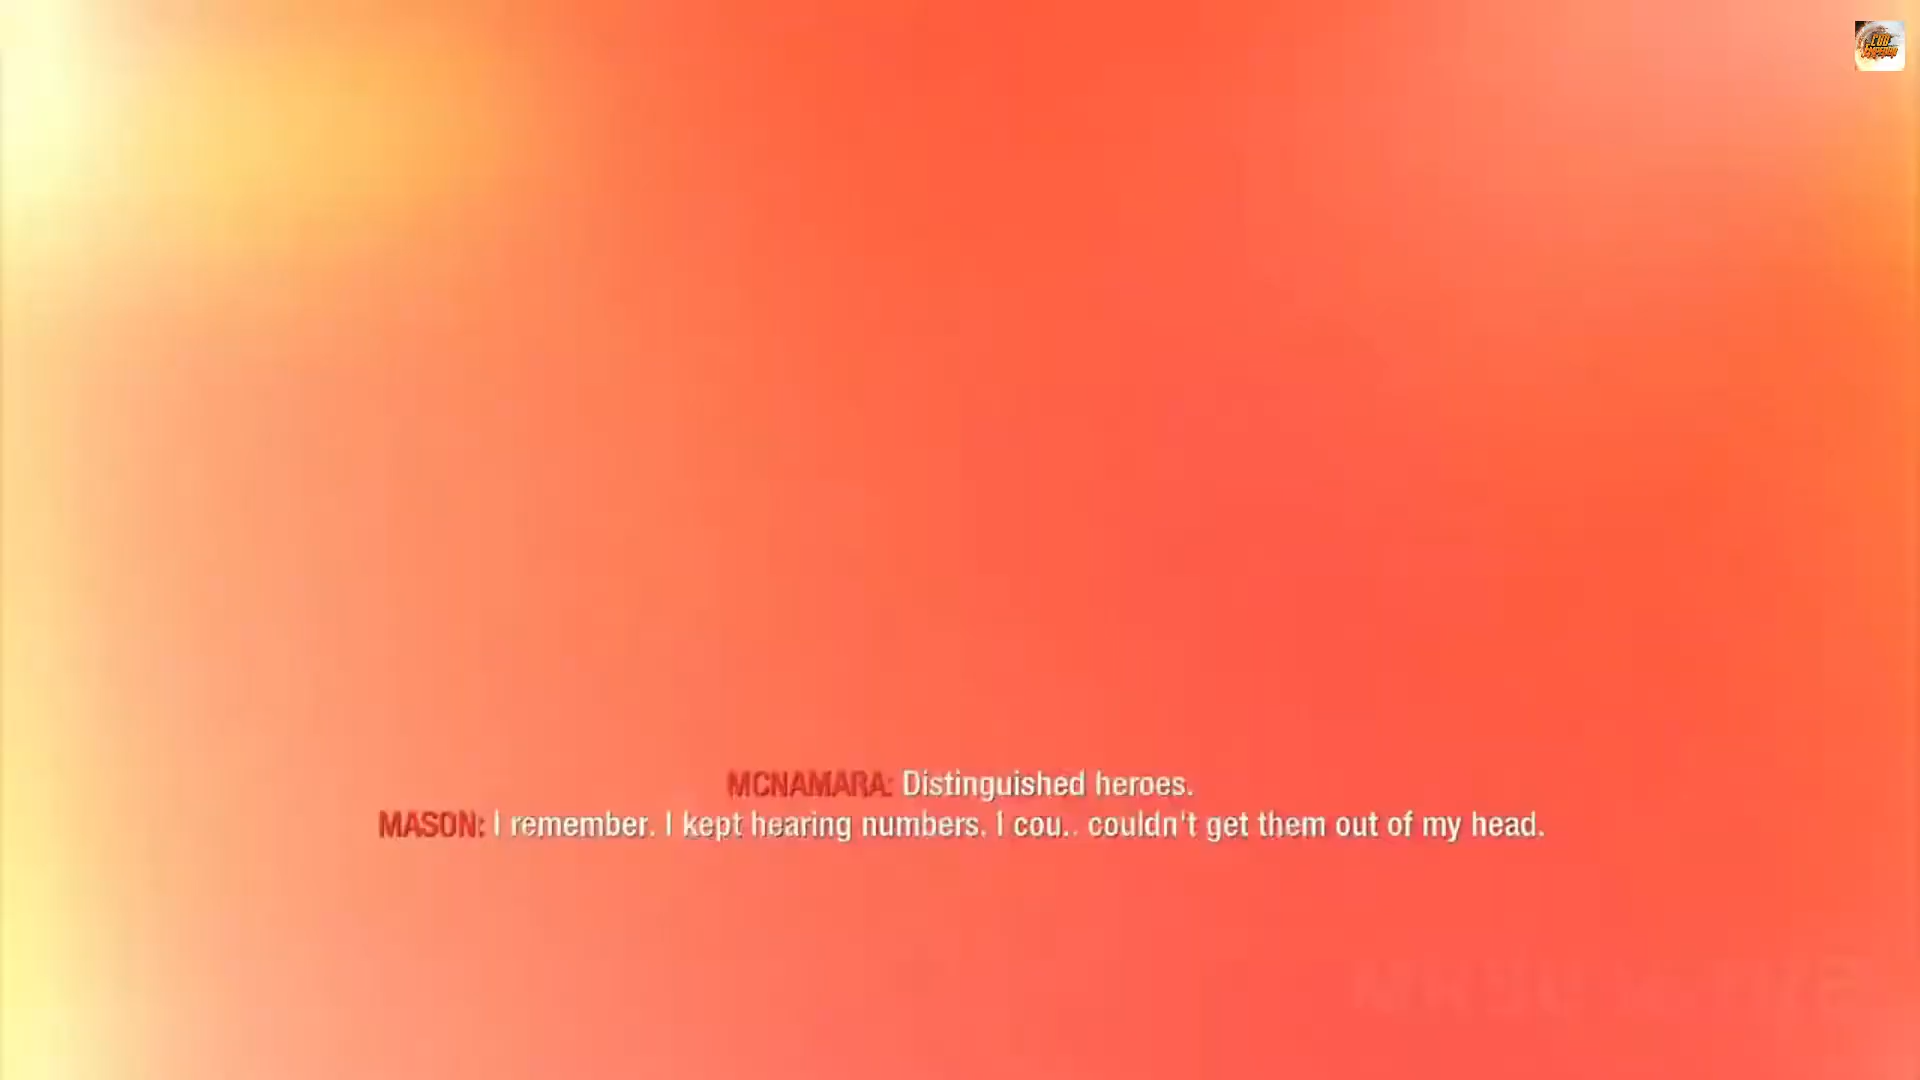 MCNAMARA: Distinguished heroes.
MASON: I remember. I kept hearing numbers. I cou.. couldn't get them out of my head.